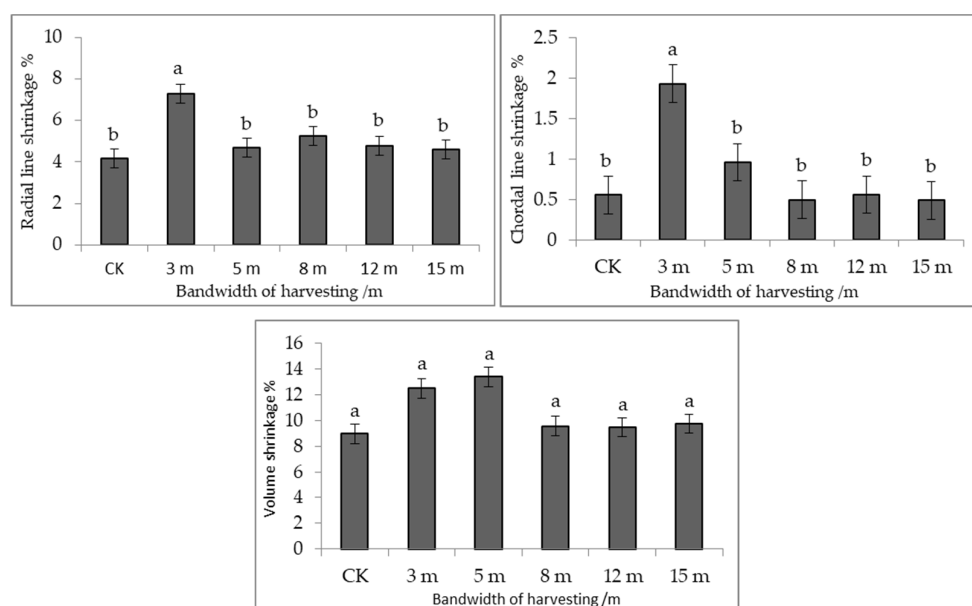 Radial line shrinkage %
10
8
6
4
2
0
a
b
b
b
b
b
CK
3 m
5 m
8 m
12 m
15 m
Bandwidth of harvesting /m
Chordal line shrinkage %
2.5
2
1.5
1
0.5
0
a
b
b
b
b
b
CK
3 m
5 m
8 m
12 m
15 m
Bandwidth of harvesting /m
Volume shrinkage %
16
14
12
10
8
6
4
2
0
a
a
a
a
a
a
CK
3 m
5 m
8 m
12 m
15 m
Bandwidth of harvesting /m